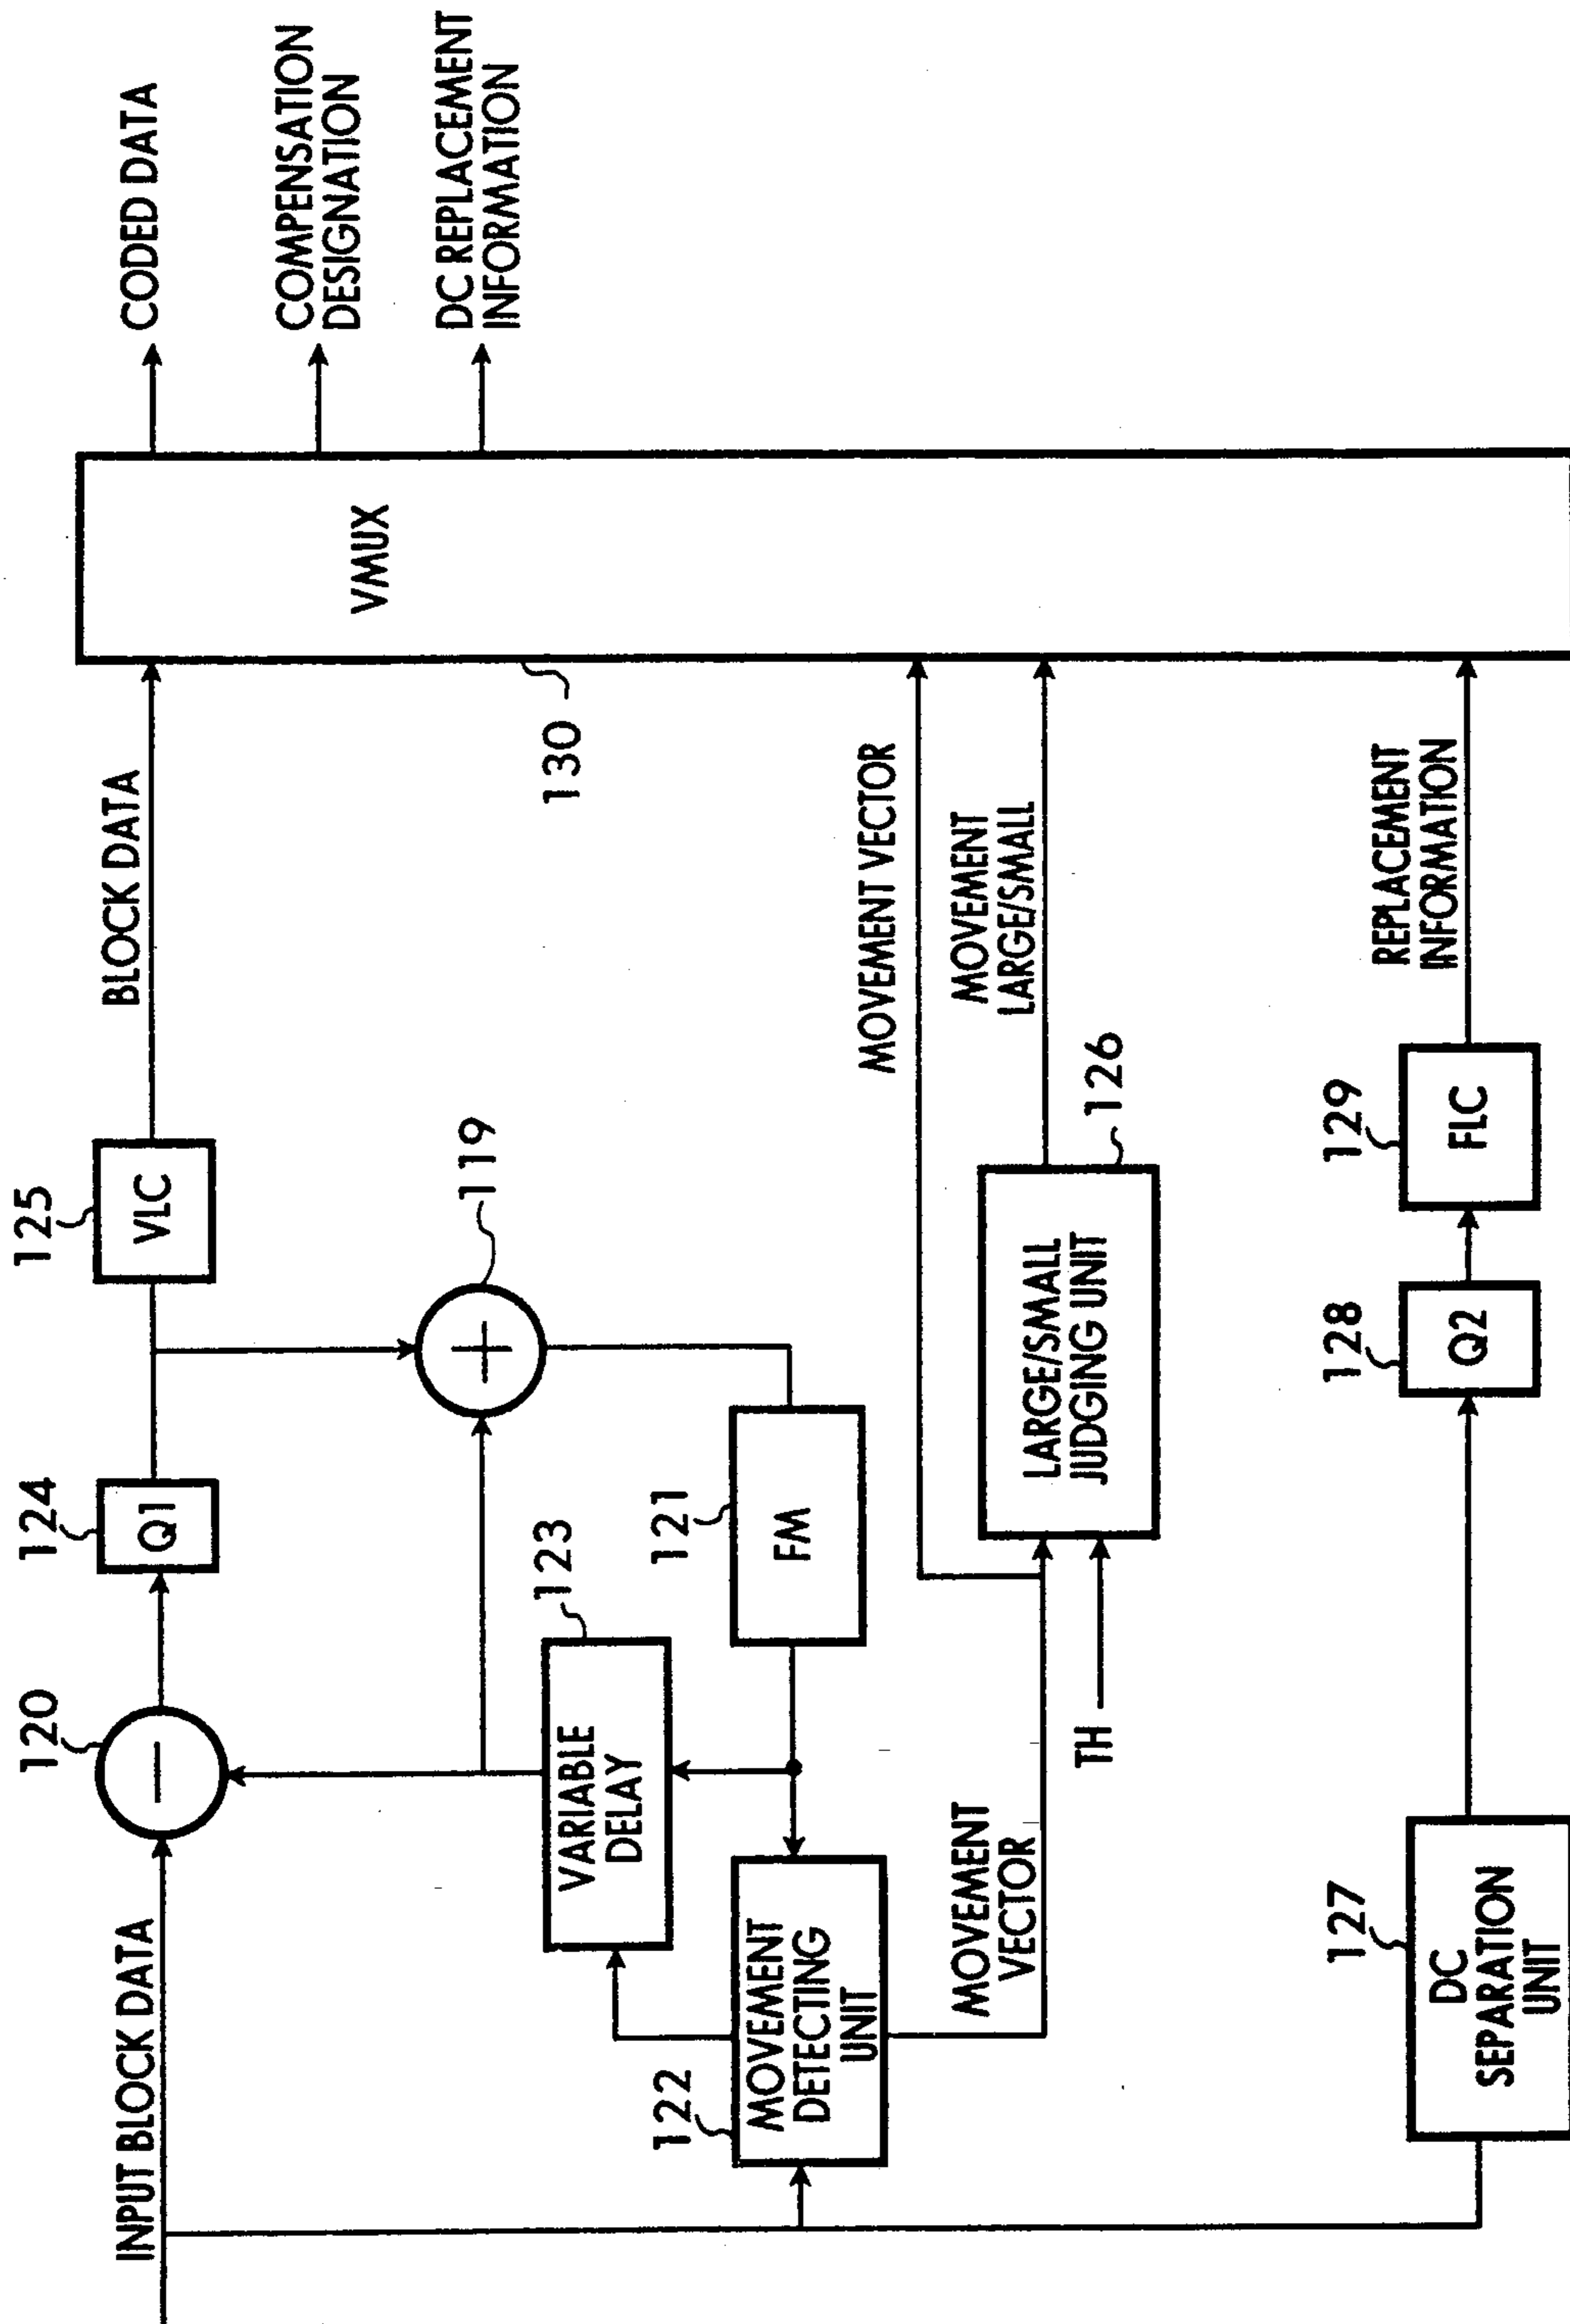 INPUT BLOCK DATA
120
124
Q1
125
VLC
BLOCK DATA
CODED DATA
COMPENSATION
DESIGNATION
DC REPLACEMENT
INFORMATION
VMUX
130
119
123
VARIABLE
DELAY
121
FM
122
MOVEMENT
DETECTING
UNIT
MOVEMENT
VECTOR
TH
LARGE/SMALL
JUDGING UNIT
126
MOVEMENT VECTOR
MOVEMENT
LARGE/SMALL
127
DC
SEPARATION
UNIT
128
Q2
129
FLC
REPLACEMENT
INFORMATION